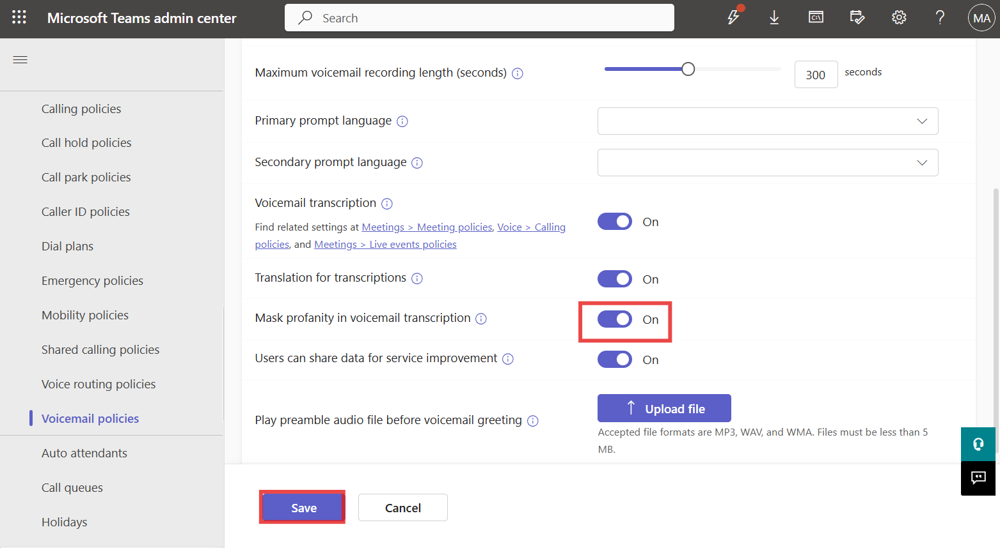 Microsoft Teams admin center
Search
C:\
MA
Calling policies
Call hold policies
Call park policies
Caller ID policies
Dial plans
Emergency policies
Mobility policies
Shared calling policies
Voice routing policies
Voicemail policies
Auto attendants
Call queues
Holidays
Maximum voicemail recording length (seconds)
300 seconds
Primary prompt language
Secondary prompt language
Voicemail transcription
Find related settings at Meetings > Meeting policies, Voice > Calling
policies, and Meetings > Live events policies
On
Translation for transcriptions
On
Mask profanity in voicemail transcription
On
Users can share data for service improvement
On
Play preamble audio file before voicemail greeting
Upload file
Accepted file formats are MP3, WAV, and WMA. Files must be less than 5
MB.
Save
Cancel